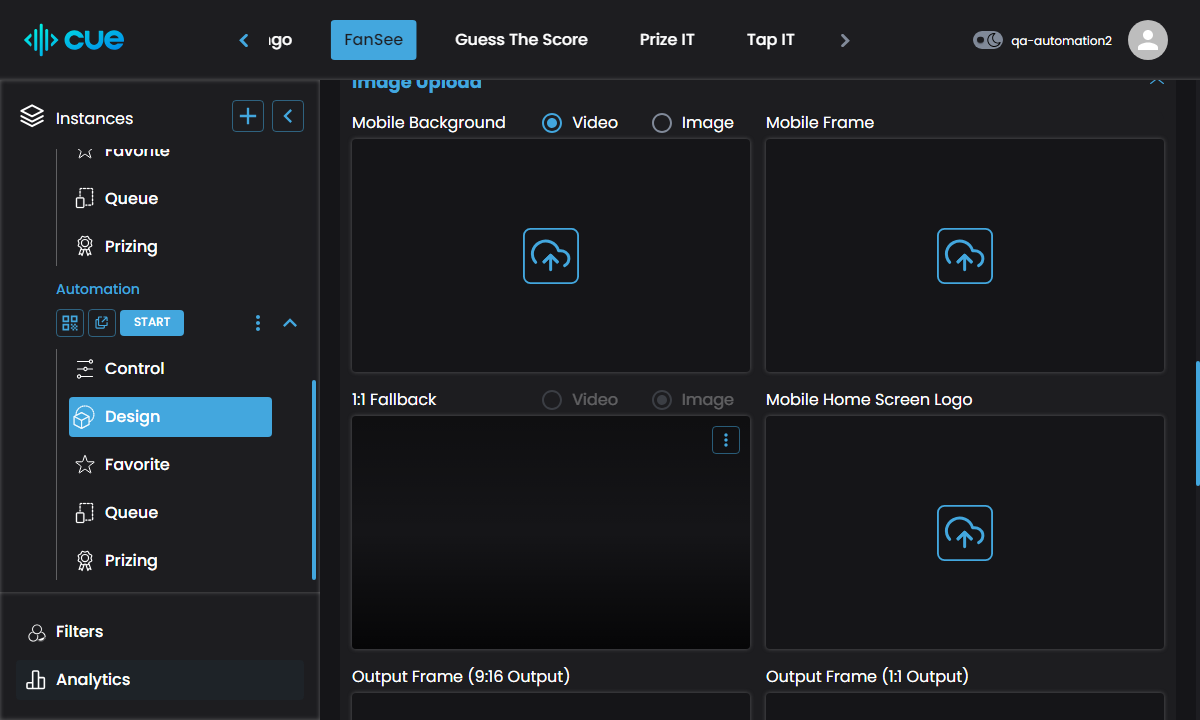 cue
ngo
FanSee
Guess The Score
Prize IT
Tap IT
qa-automation2
Instances
Favorite
Queue
Prizing
Automation
START
Control
Design
Favorite
Queue
Prizing
Filters
Analytics
Image Upload
Mobile Background
Video
Image
Mobile Frame
1:1 Fallback
Video
Image
Mobile Home Screen Logo
Output Frame (9:16 Output)
Output Frame (1:1 Output)